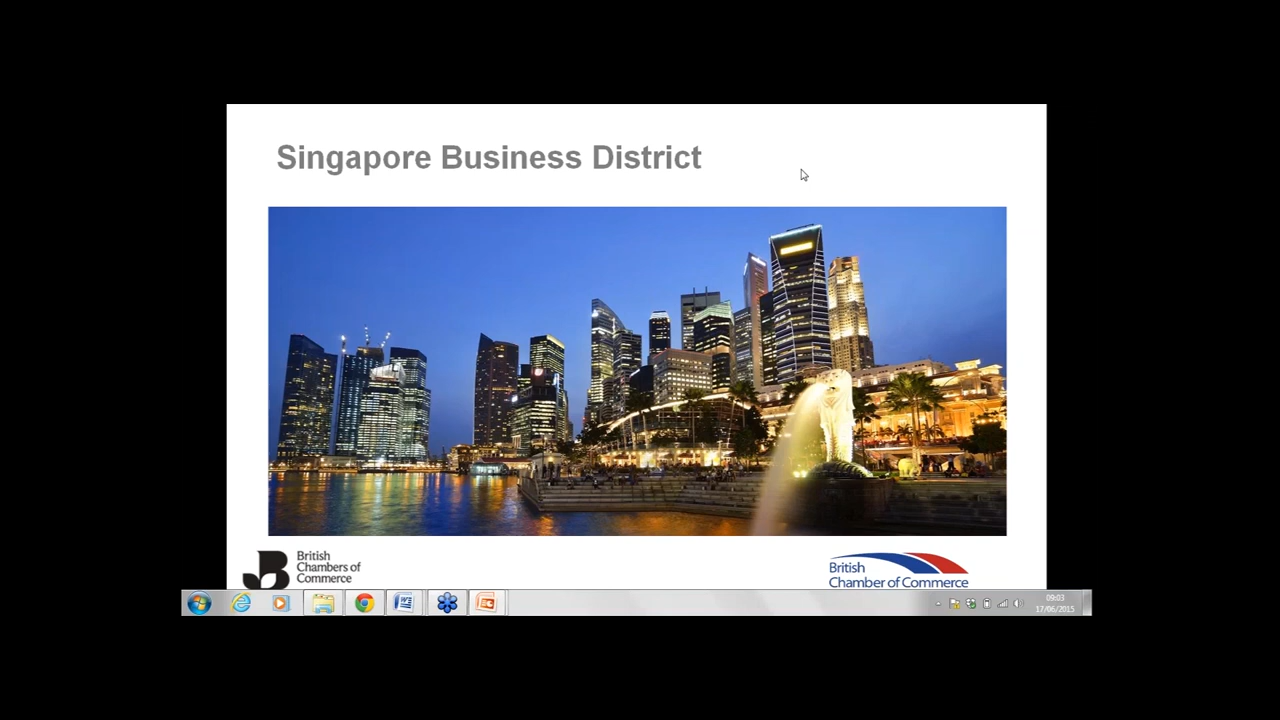 Singapore Business District
British
Chambers of
Commerce
British
Chamber of Commerce
09:03
17/06/2015